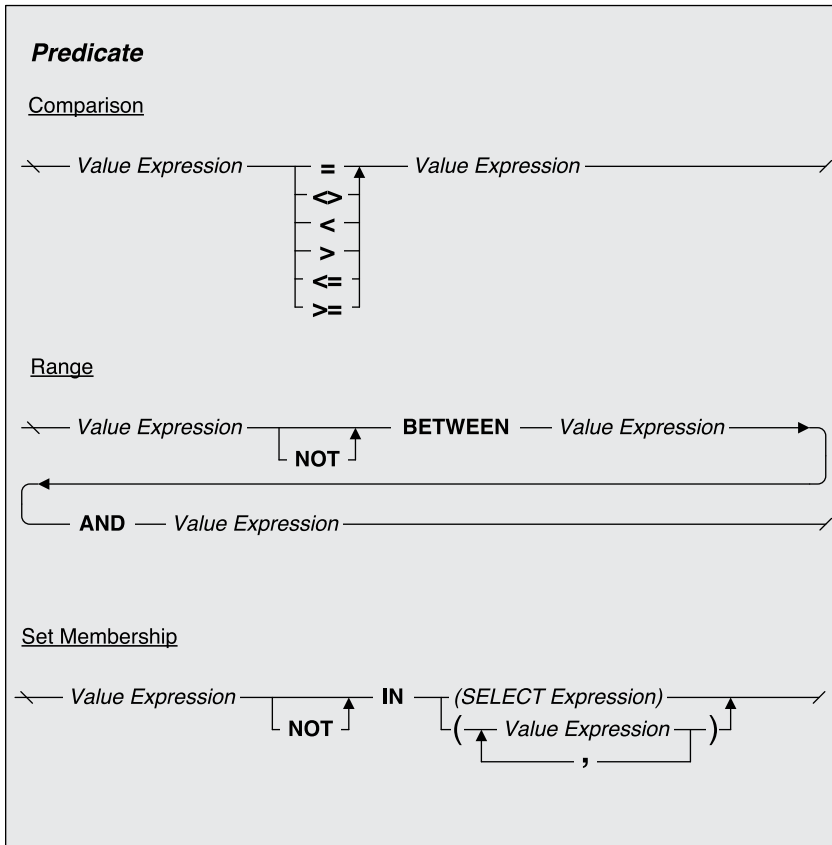 Predicate
Comparison
Value Expression = Value Expression
<>
<
>
<=
>=
Range
Value Expression BETWEEN Value Expression
NOT
AND Value Expression
Set Membership
Value Expression IN (SELECT Expression)
NOT ( Value Expression )
,